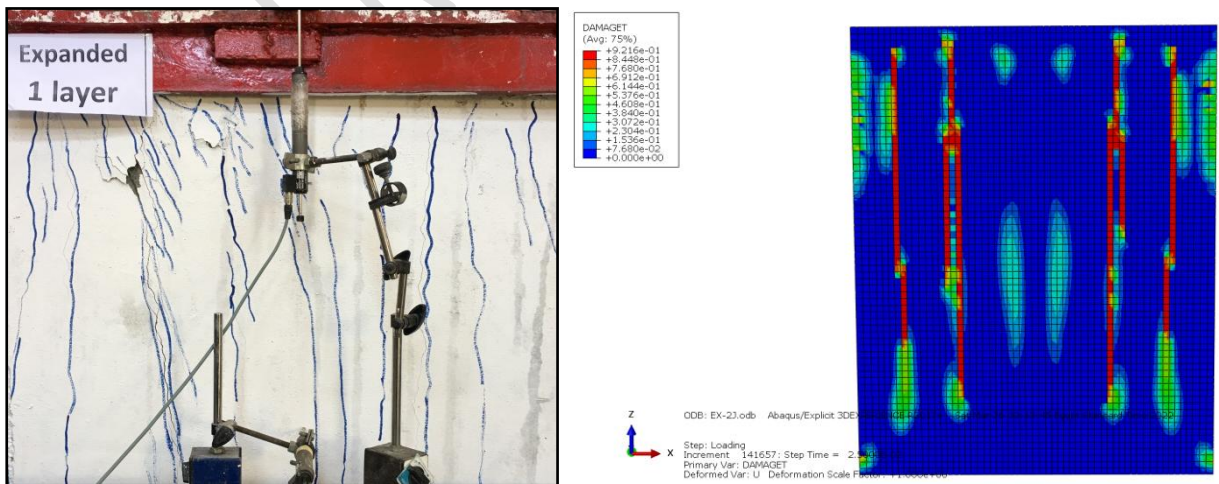 Expanded
1 layer
DAMAGET
(Avg: 75%)
+9.216e-01
+8.448e-01
+7.680e-01
+6.912e-01
+6.144e-01
+5.376e-01
+4.608e-01
+3.840e-01
+3.072e-01
+2.304e-01
+1.536e-01
+7.680e-02
+0.000e+00
Z
X
ODB: EX-2J.odb Abaqus/Explicit
Step: Loading
Increment 141657: Step Time =
Primary Var: DAMAGET
Deformed Var: U Deformation Scale Factor: +1.000e+00